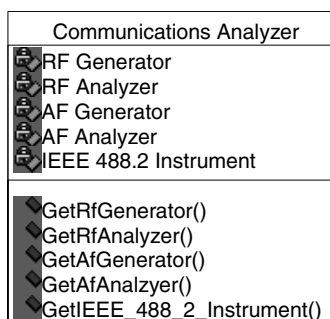 Communications Analyzer
RF Generator
RF Analyzer
AF Generator
AF Analyzer
IEEE 488.2 Instrument
GetRfGenerator()
GetRfAnalyzer()
GetAfGenerator()
GetAfAnalzyer()
GetIEEE_488_2_Instrument()